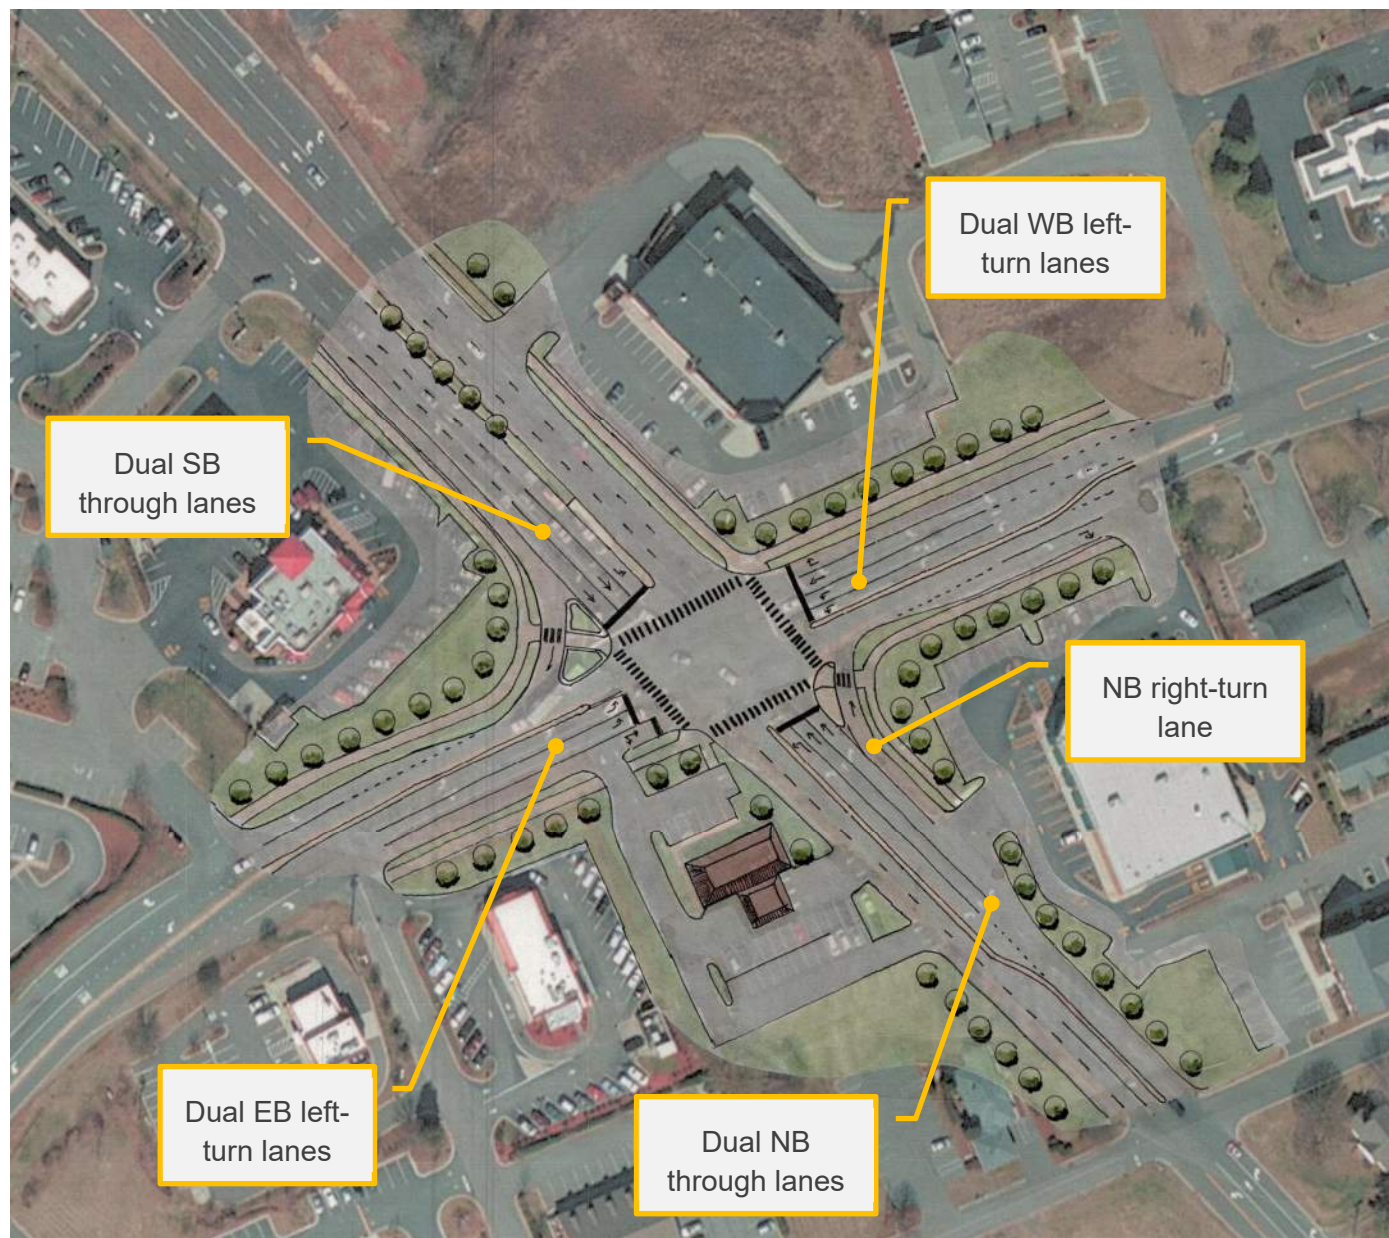 Dual WB left-
turn lanes
Dual SB
through lanes
NB right-turn
lane
Dual EB left-
turn lanes
Dual NB
through lanes